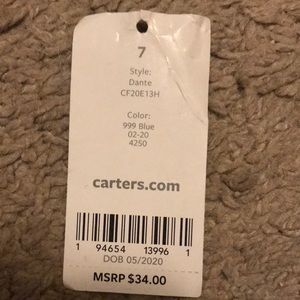 7
Style:
Dante
CF20E13H
Color:
999 Blue
02-20
4250
carters.com
1 94654 13996 1
DOB 05/2020
MSRP $34.00